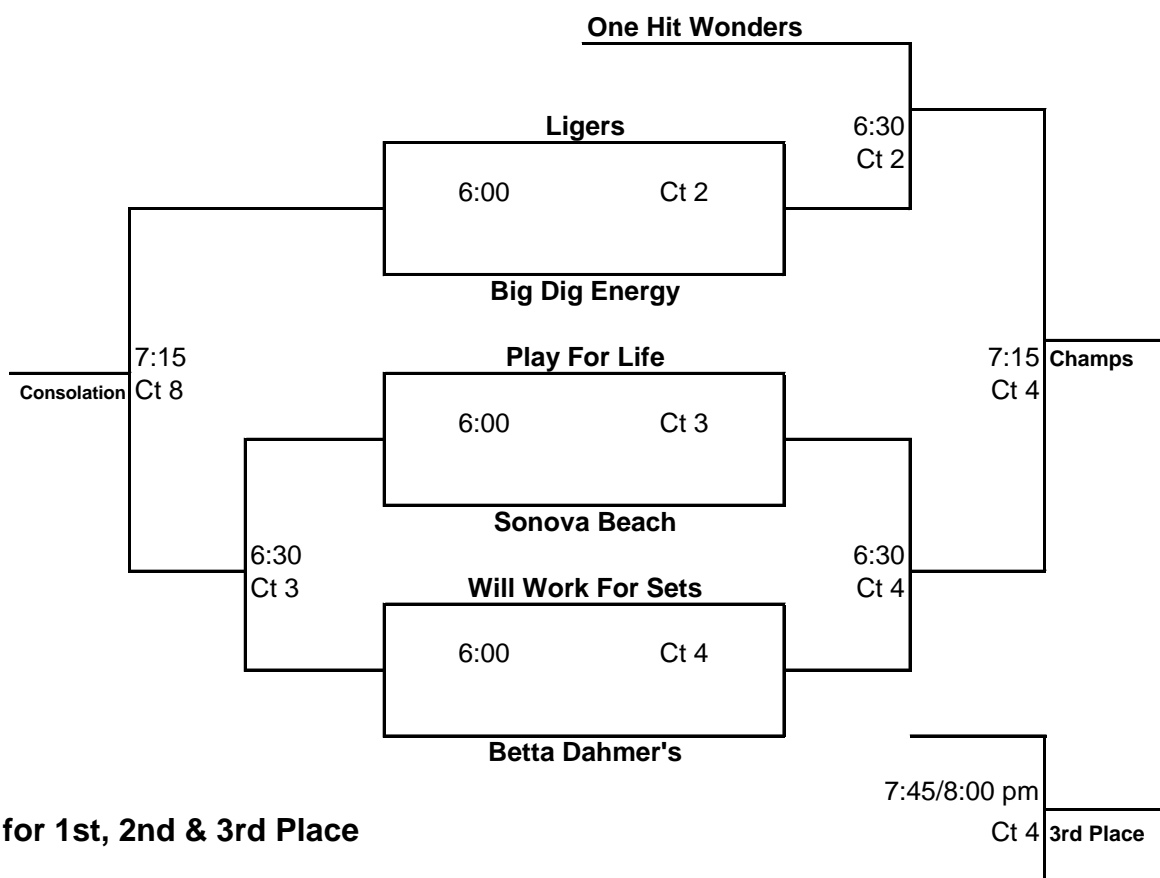 One Hit Wonders
Ligers
6:30
Ct 2
6:00 Ct 2
Big Dig Energy
Play For Life
7:15
Ct 8
Consolation
7:15 Champs
Ct 4
6:00 Ct 3
Sonova Beach
6:30
Ct 3
6:30
Ct 4
Will Work For Sets
6:00 Ct 4
Betta Dahmer's
7:45/8:00 pm
Ct 4 3rd Place
for 1st, 2nd & 3rd Place